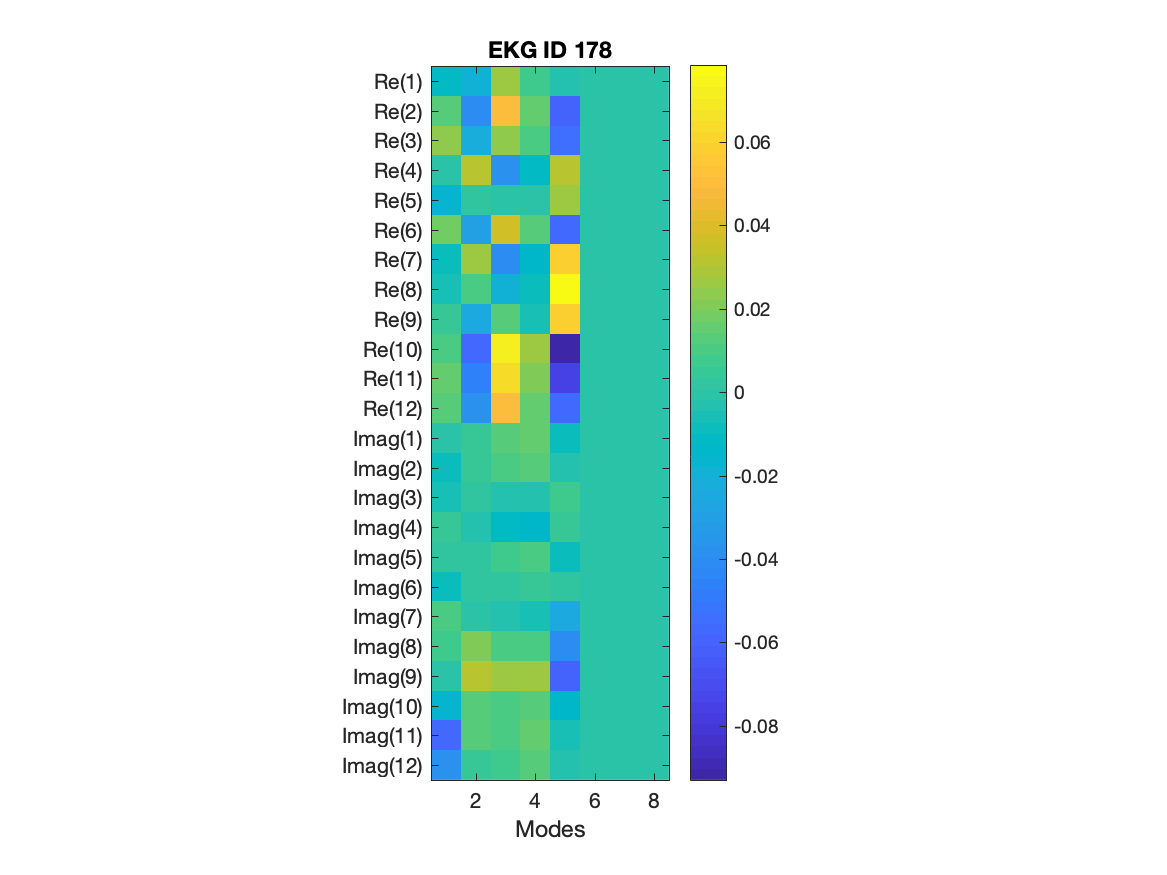 EKG ID 178
Re(1)
Re(2)
Re(3)
Re(4)
Re(5)
Re(6)
Re(7)
Re(8)
Re(9)
Re(10)
Re(11)
Re(12)
Imag(1)
Imag(2)
Imag(3)
Imag(4)
Imag(5)
Imag(6)
Imag(7)
Imag(8)
Imag(9)
Imag(10)
Imag(11)
Imag(12)
2 4 6 8
Modes
0.06
0.04
0.02
0
-0.02
-0.04
-0.06
-0.08